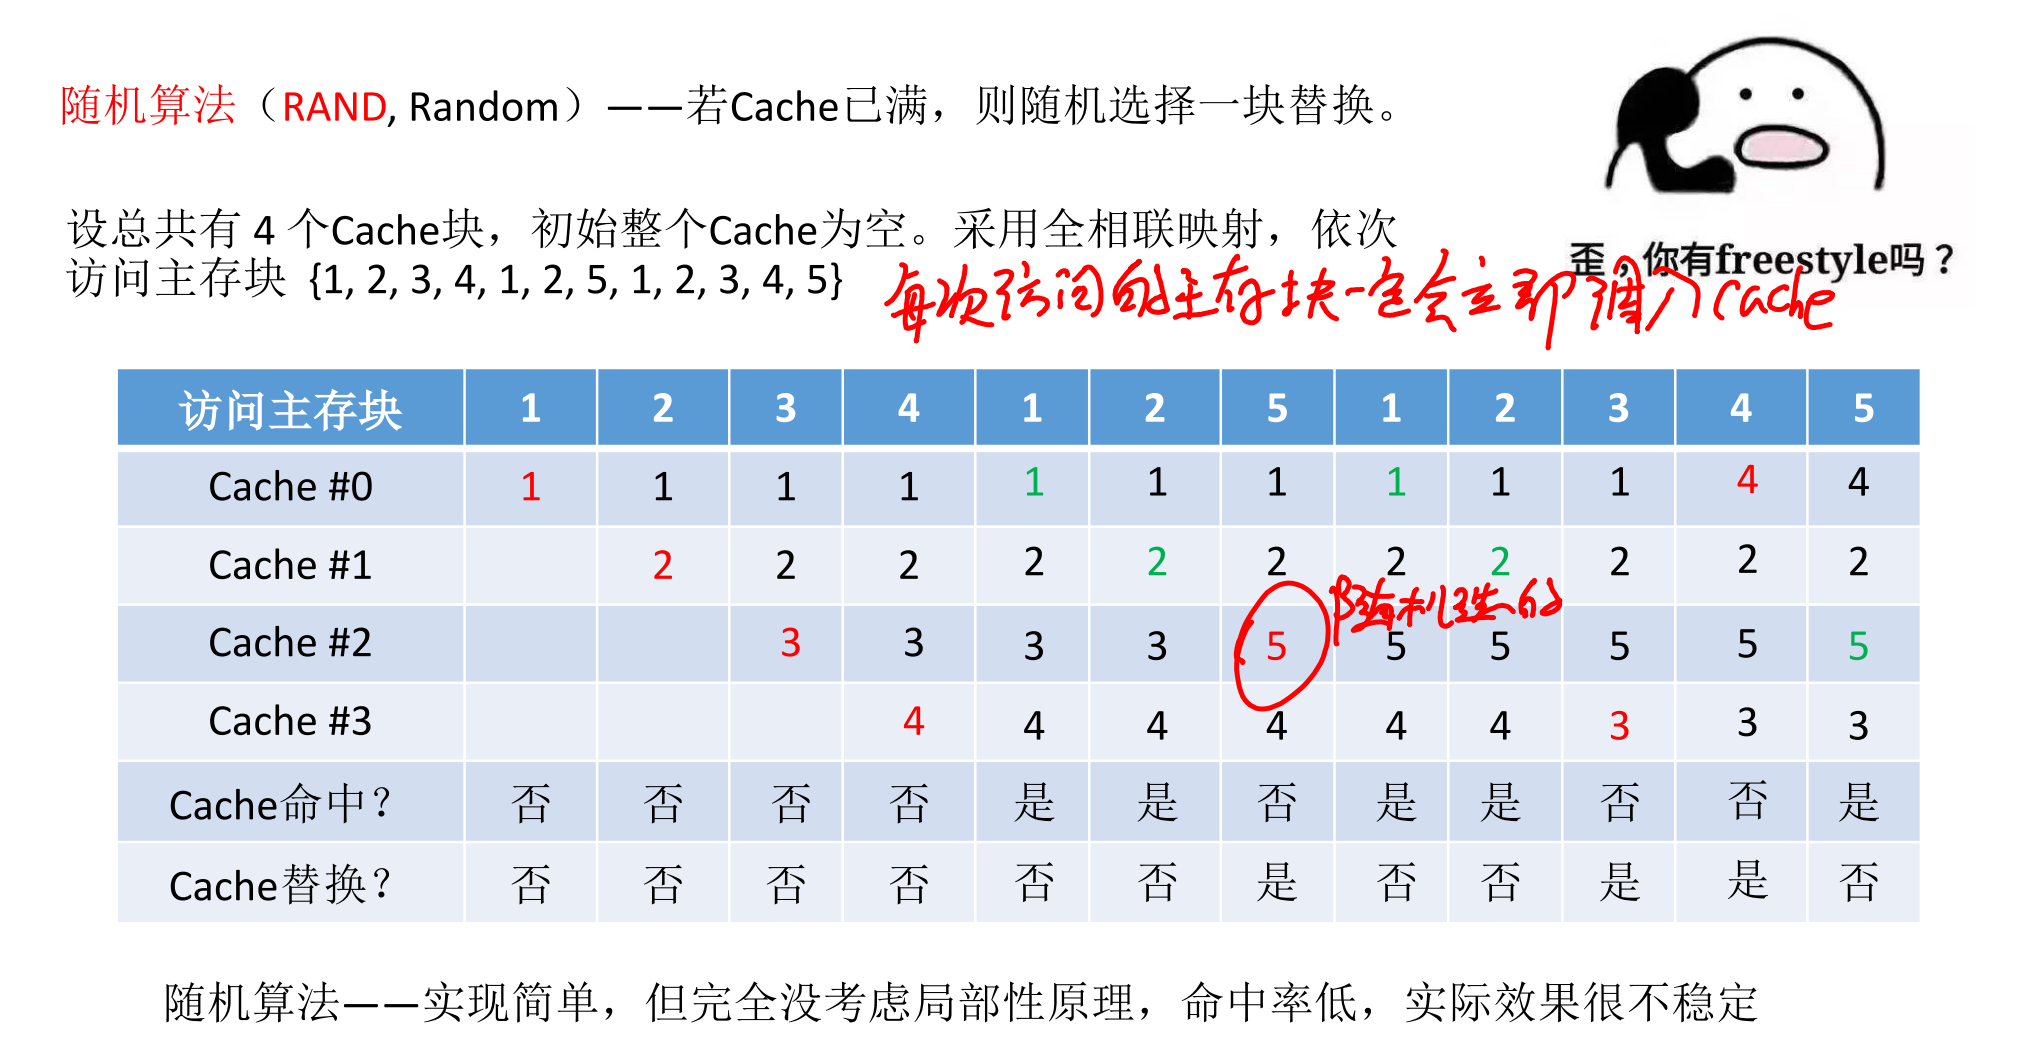 随机算法（RAND, Random）——若Cache已满，则随机选择一块替换。
设总共有 4 个Cache块，初始整个Cache为空。采用全相联映射，依次
访问主存块 {1, 2, 3, 4, 1, 2, 5, 1, 2, 3, 4, 5}
歪，你有freestyle吗？
每次访问的主存块一定会立即调入Cache
访问主存块 1 2 3 4 1 2 5 1 2 3 4 5
Cache #0 1 1 1 1 1 1 1 1 1 1 4 4
Cache #1 2 2 2 2 2 2 2 2 2 2 2
随机选的
Cache #2 3 3 3 3 5 5 5 5 5 5
Cache #3 4 4 4 4 4 4 3 3 3
Cache命中？ 否 否 否 否 是 是 否 是 是 否 否 是
Cache替换？ 否 否 否 否 否 否 是 否 否 是 是 否
随机算法——实现简单，但完全没考虑局部性原理，命中率低，实际效果很不稳定